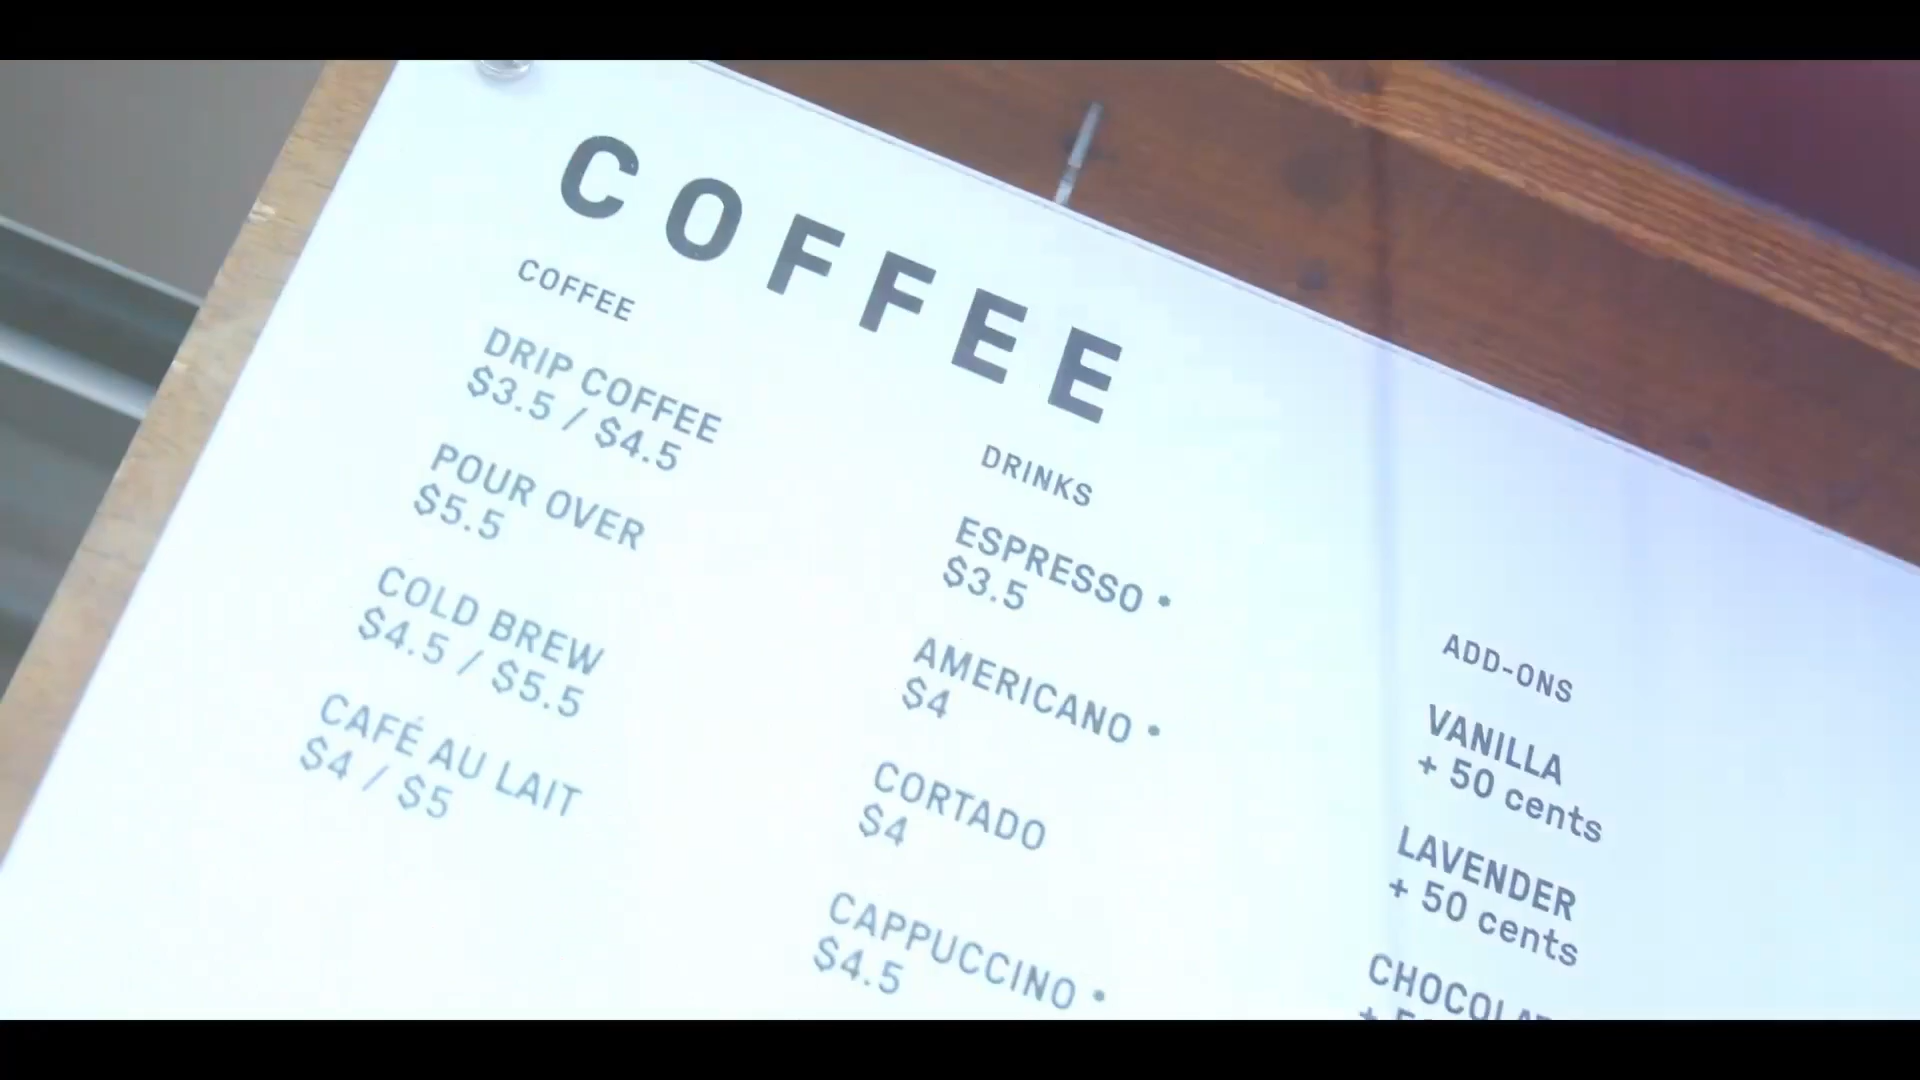 COFFEE
COFFEE
DRIP COFFEE
$3.5 / $4.5
POUR OVER
$5.5
COLD BREW
$4.5 / $5.5
CAFÉ AU LAIT
$4 / $5
DRINKS
ESPRESSO •
$3.5
AMERICANO •
$4
CORTADO
$4
CAPPUCCINO •
$4.5
ADD-ONS
VANILLA
+ 50 cents
LAVENDER
+ 50 cents